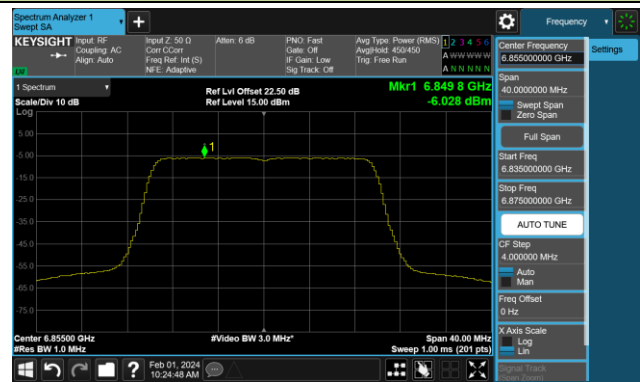 Spectrum Analyzer 1
Swept SA
Frequency
KEYSIGHT
Input: RF
Coupling: AC
Align: Auto
Input Z: 50 Ω
Corr CCorr
Freq Ref: Int (S)
NFE: Adaptive
Atten: 6 dB
PNO: Fast
Gate: Off
IF Gain: Low
Sig Track: Off
Avg Type: Power (RMS)
Avg|Hold: 450/450
Trig: Free Run
1 2 3 4 5 6
A W W W W W
A N N N N N
LW
1 Spectrum
Scale/Div 10 dB
Log
Ref Lvl Offset 22.50 dB
Ref Level 15.00 dBm
Mkr1 6.849 8 GHz
-6.028 dBm
1
5.00
-5.00
-15.0
-25.0
-35.0
-45.0
-55.0
-65.0
-75.0
Center 6.85500 GHz
#Res BW 1.0 MHz
#Video BW 3.0 MHz*
Span 40.00 MHz
Sweep 1.00 ms (201 pts)
Feb 01, 2024
10:24:48 AM
Center Frequency
6.855000000 GHz
Span
40.0000000 MHz
Swept Span
Zero Span
Full Span
Start Freq
6.835000000 GHz
Stop Freq
6.875000000 GHz
AUTO TUNE
CF Step
4.000000 MHz
Auto
Man
Freq Offset
0 Hz
X Axis Scale
Log
Lin
Signal Track
(Span Zoom)
Settings